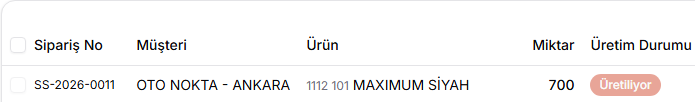 Sipariş No Müşteri Ürün Miktar Üretim Durumu
SS-2026-0011 OTO NOKTA - ANKARA 1112 101 MAXIMUM SİYAH 700 Üretiliyor